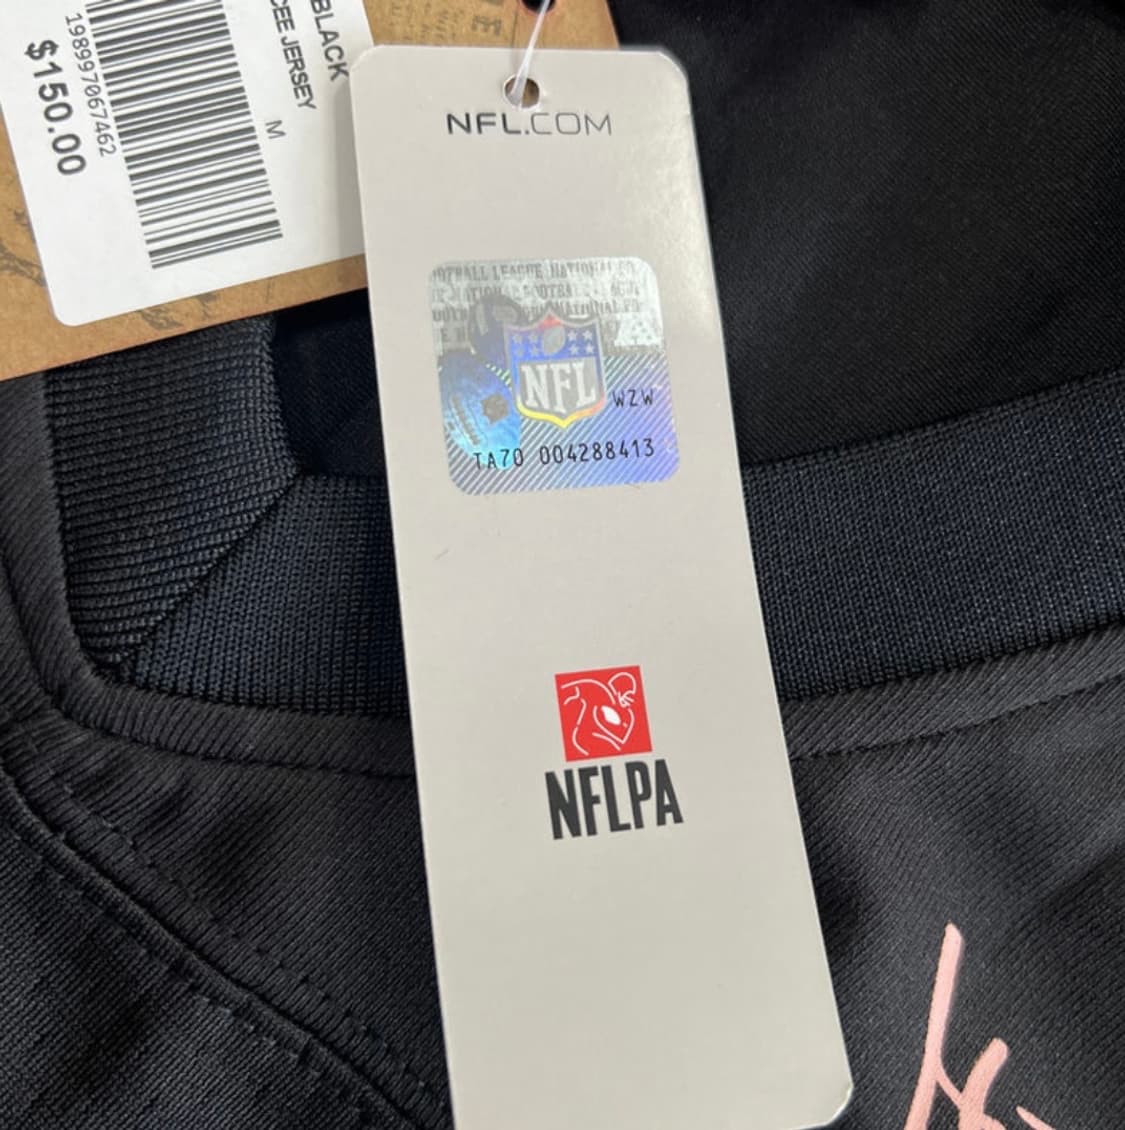 BLACK
CEE JERSEY
M
198997067462
$150.00
NFL.COM
NFL
WZW
TA70 004288413
NFLPA